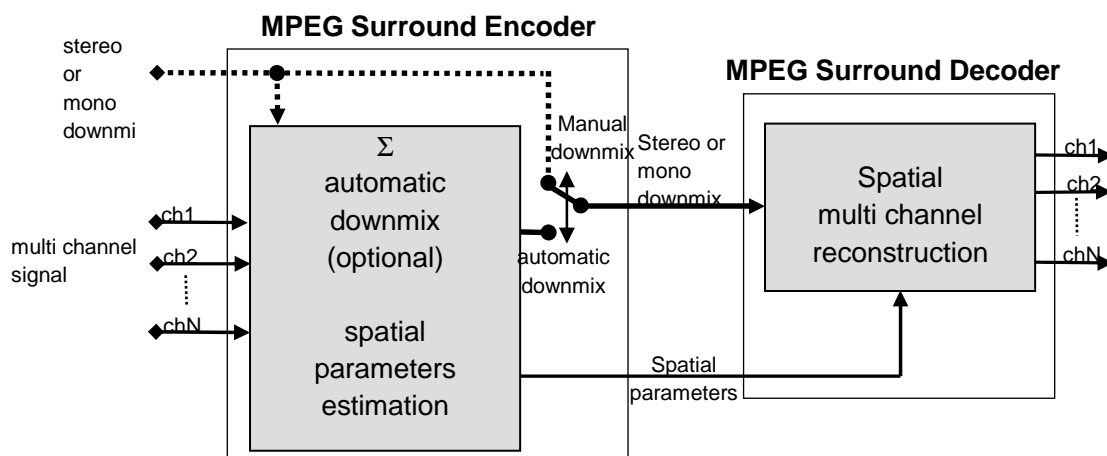 MPEG Surround Encoder
stereo
or
mono
downmi
MPEG Surround Decoder
Σ
automatic
downmix
(optional)
spatial
parameters
estimation
multi channel
signal
ch1
ch2
chN
Manual
downmix
automatic
downmix
Stereo or
mono
downmix
Spatial
parameters
Spatial
multi channel
reconstruction
ch1
ch2
chN